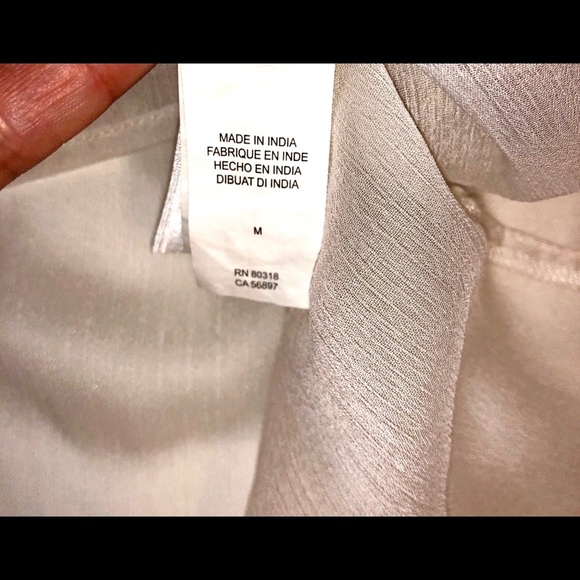 MADE IN INDIA
FABRIQUE EN INDE
HECHO EN INDIA
DIBUAT DI INDIA
M
RN 80318
CA 56897